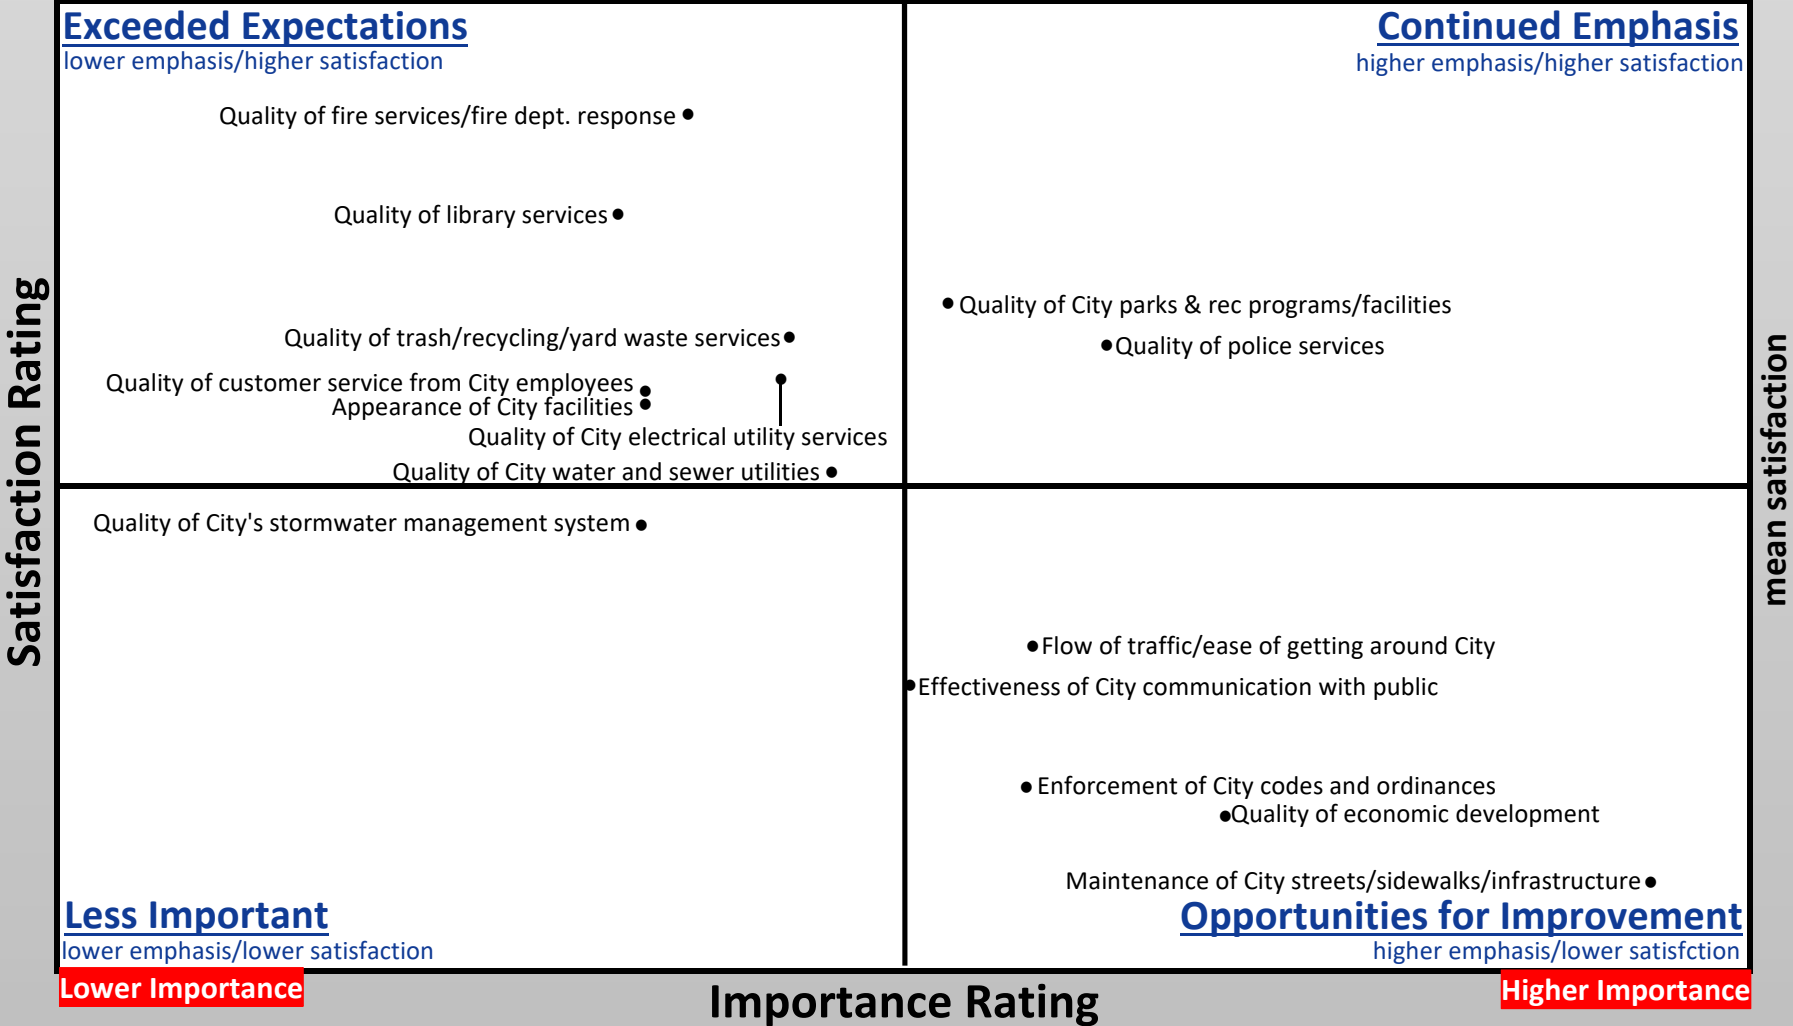 Exceeded Expectations
lower emphasis/higher satisfaction
Continued Emphasis
higher emphasis/higher satisfaction
Quality of fire services/fire dept. response
Quality of library services
Quality of City parks & rec programs/facilities
Quality of trash/recycling/yard waste services
Quality of police services
Quality of customer service from City employees
Appearance of City facilities
Quality of City electrical utility services
Quality of City water and sewer utilities
Satisfaction Rating
mean satisfaction
Quality of City's stormwater management system
Flow of traffic/ease of getting around City
Effectiveness of City communication with public
Enforcement of City codes and ordinances
Quality of economic development
Maintenance of City streets/sidewalks/infrastructure
Less Important
lower emphasis/lower satisfaction
Opportunities for Improvement
higher emphasis/lower satisfction
Lower Importance
Importance Rating
Higher Importance